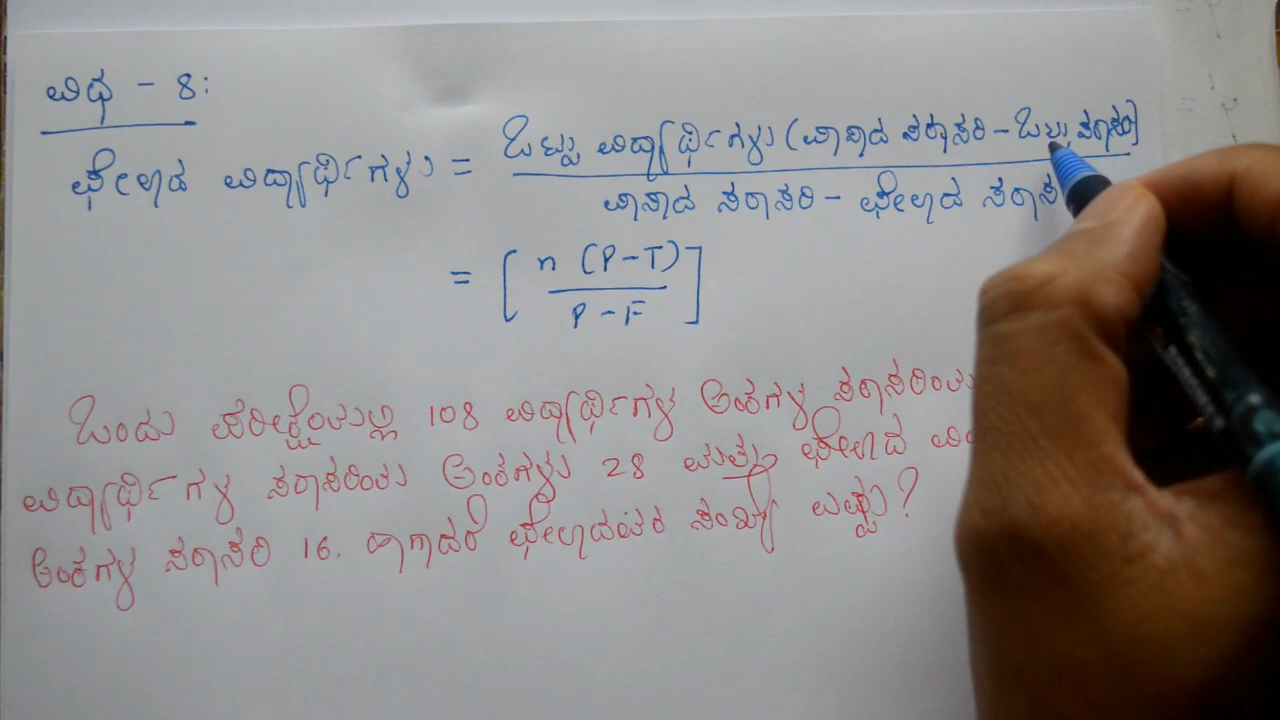 ವಿಧ - 8:
ಫೇಲಾದ ವಿದ್ಯಾರ್ಥಿಗಳು = ಒಟ್ಟು ವಿದ್ಯಾರ್ಥಿಗಳು (ಪಾಸಾದ ಸರಾಸರಿ - ಒಟ್ಟು ಸರಾಸರಿ)
ಪಾಸಾದ ಸರಾಸರಿ - ಫೇಲಾದ
= [ n (P-T)
P - F ]
ಒಂದು ಪರೀಕ್ಷೆಯಲ್ಲಿ 108 ವಿದ್ಯಾರ್ಥಿಗಳ ಅಂಕಗಳ
ವಿದ್ಯಾರ್ಥಿಗಳ ಸರಾಸರಿಯ ಅಂಕಗಳು 28 ಮತ್ತು ಫೇಲಾದ
ಅಂಕಗಳ ಸರಾಸರಿ 16. ಹಾಗಾದರೆ ಫೇಲಾದವರ ಸಂಖ್ಯೆ ಎಷ್ಟು?